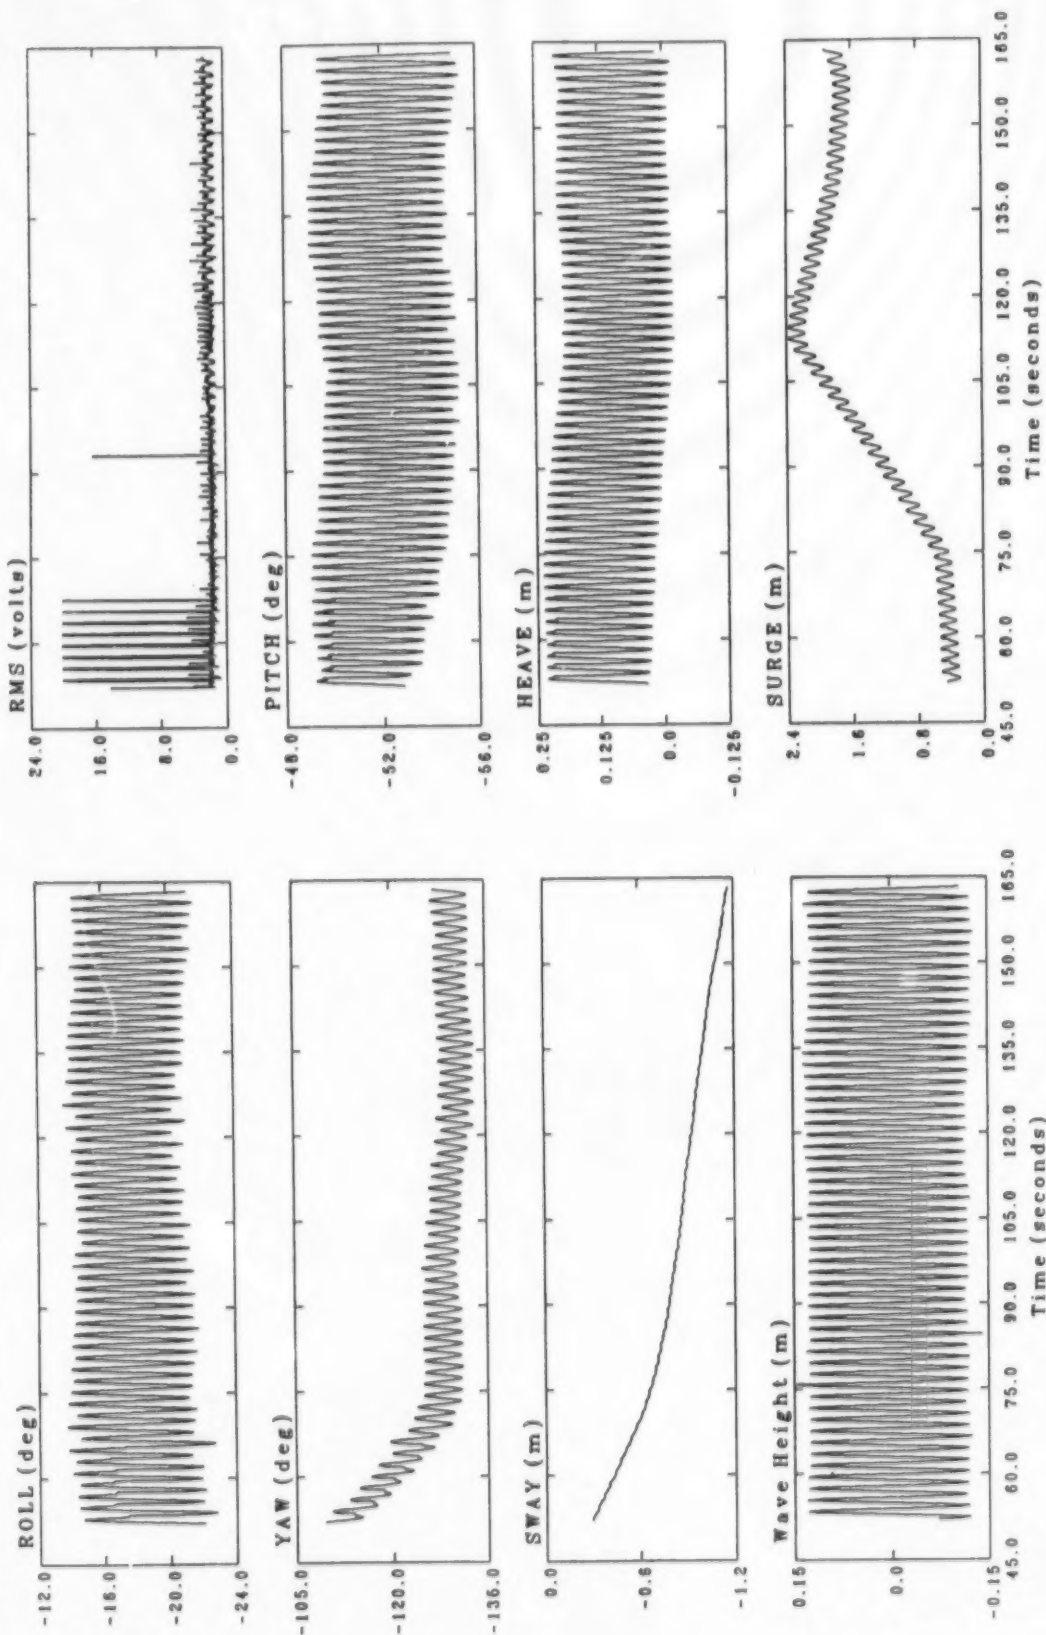 ROLL (deg)
-12.0
-16.0
-20.0
-24.0
YAW (deg)
-105.0
-120.0
-135.0
SWAY (m)
0.0
-0.6
-1.2
Wave Height (m)
0.15
0.0
-0.15
45.0 60.0 75.0 90.0 105.0 120.0 135.0 150.0 165.0
Time (seconds)
RMS (volts)
24.0
16.0
8.0
0.0
PITCH (deg)
-48.0
-52.0
-56.0
HEAVE (m)
0.25
0.125
0.0
-0.125
SURGE (m)
2.4
1.6
0.8
0.0
45.0 60.0 75.0 90.0 105.0 120.0 135.0 150.0 165.0
Time (seconds)